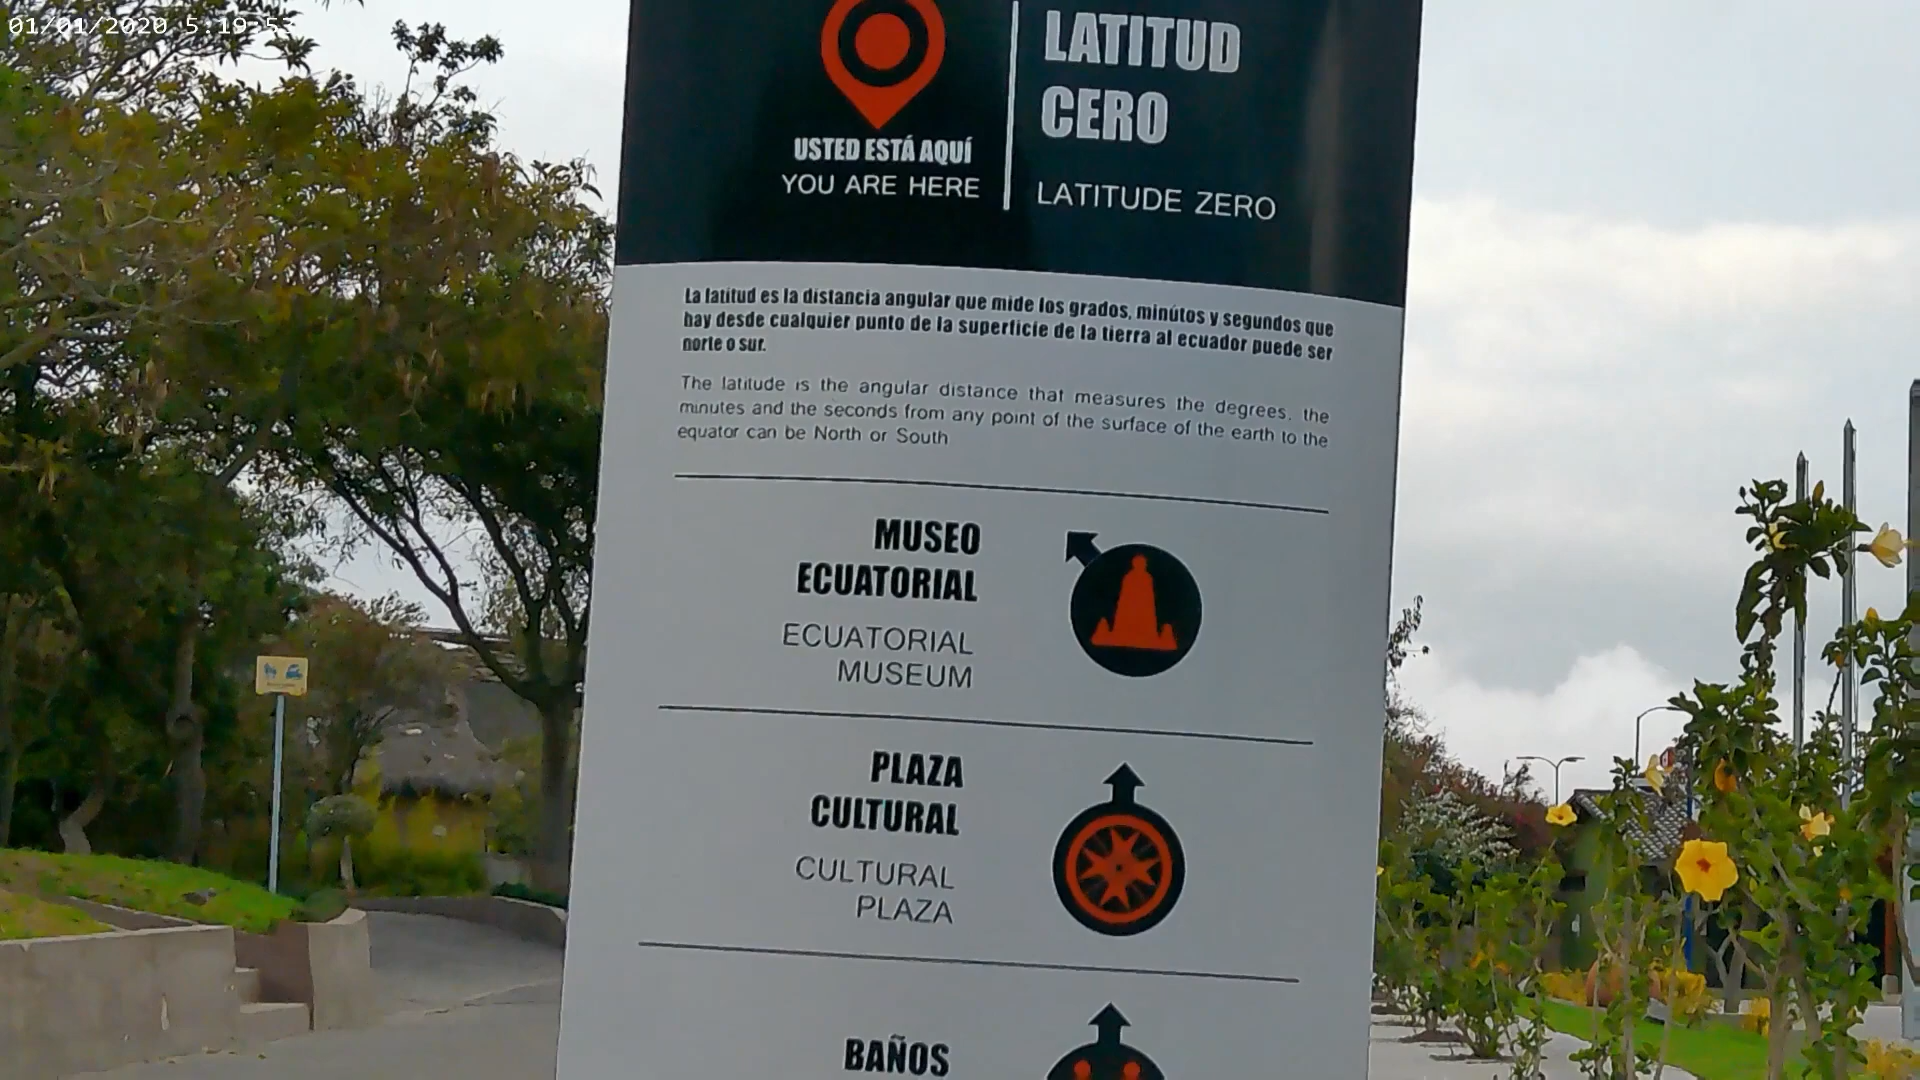 01/01/2020 5:19:53
USTED ESTÁ AQUÍ
YOU ARE HERE
LATITUD
CERO
LATITUDE ZERO
La latitud es la distancia angular que mide los grados, minútos y segundos que
hay desde cualquier punto de la superficie de la tierra al ecuador puede ser
norte o sur.
The latitude is the angular distance that measures the degrees, the
minutes and the seconds from any point of the surface of the earth to the
equator can be North or South
MUSEO
ECUATORIAL
ECUATORIAL
MUSEUM
PLAZA
CULTURAL
CULTURAL
PLAZA
BAÑOS